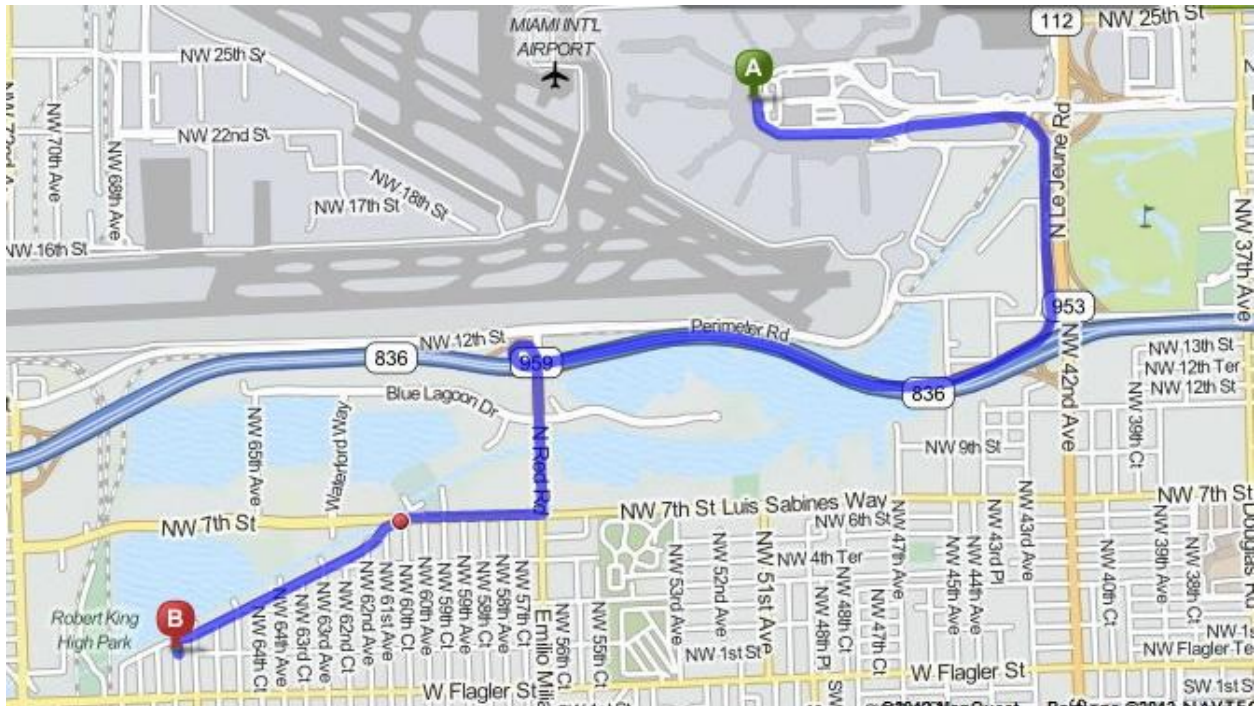 MIAMI INT'L
AIRPORT
A
112
NW 25th St
NW 25th St
NW 70th Ave
NW 22nd St
NW 68th Ave
NW 18th St
NW 17th St
NW 16th St
N Le Jeune Rd
NW 37th Ave
953
NW 12th St
Perimeter Rd
836
959
836
NW 42nd Ave
NW 13th St
NW 12th Ter
NW 12th St
Blue Lagoon Dr
NW 65th Ave
Waterford Way
N Red Rd
NW 9th St
NW 39th Ct
NW 7th St
NW 7th St Luis Sabines Way
NW 7th St
NW 6th St
NW 4th Ter
NW 43rd Pl
NW 43rd Ave
NW 47th Ave
NW 45th Ave
NW 44th Ave
NW 40th Ct
NW 39th Ave
NW 38th Ct
NW 53rd Ave
NW 52nd Ave
NW 51st Ave
NW 48th Ct
NW 48th Pl
NW 47th Ct
Robert King
High Park
B
NW 64th Ct
NW 64th Ave
NW 63rd Ct
NW 63rd Ave
NW 62nd Ct
NW 62nd Ave
NW 61st Ave
NW 60th Ct
NW 60th Ave
NW 59th Ct
NW 59th Ave
NW 58th Ct
NW 58th Ave
NW 57th Ct
NW 56th Ct
NW 55th Ct
Emilio
NW 1st St
NW Flagler Te
W Flagler St
SW 1st S
SW